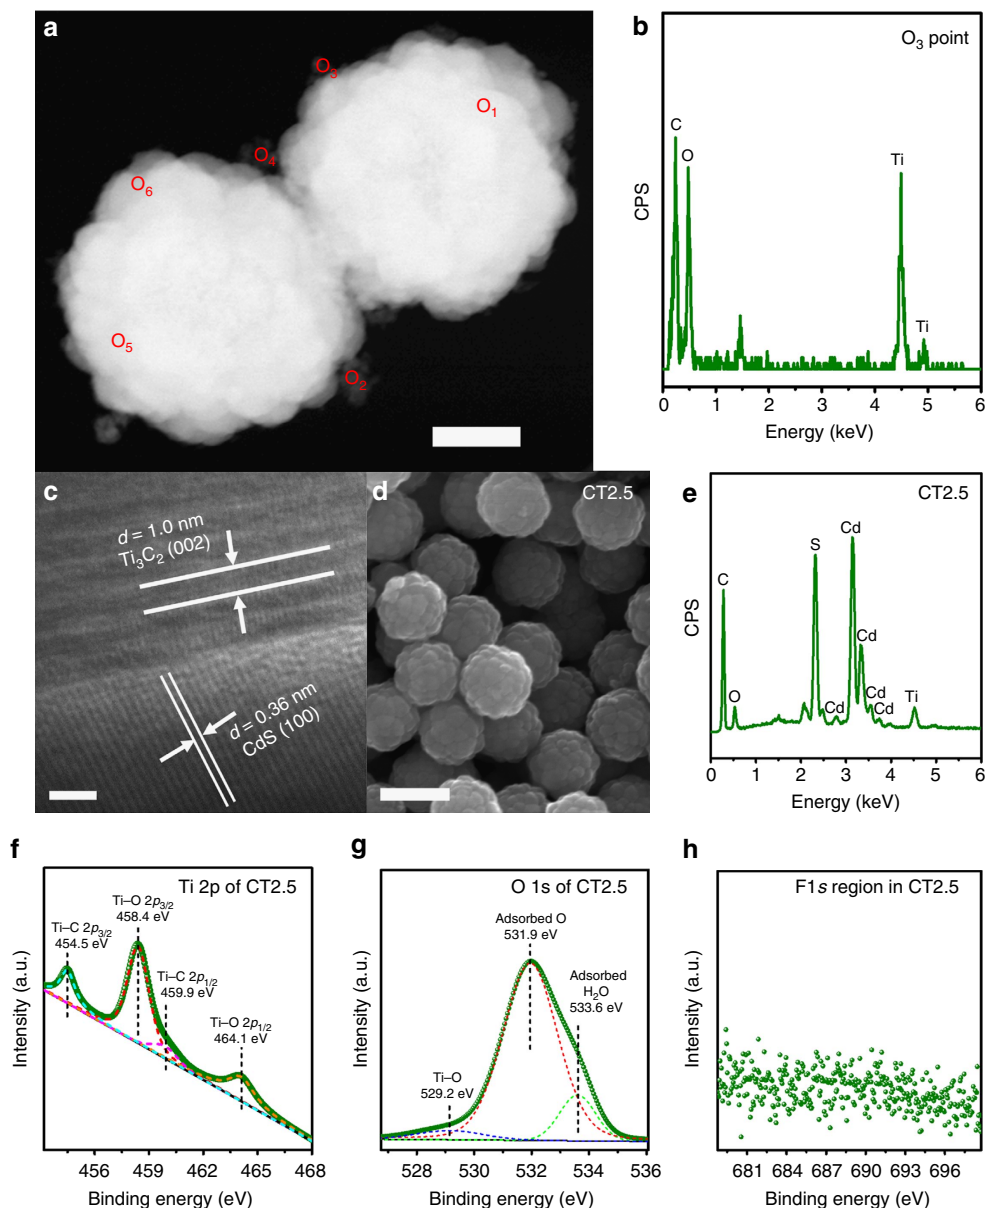 a
O3
O1
O4
O6
O5
O2
b
O3 point
C
O
Ti
Ti
CPS
0 1 2 3 4 5 6
Energy (keV)
c
d = 1.0 nm
Ti3C2 (002)
d = 0.36 nm
CdS (100)
d
CT2.5
e
CT2.5
C
O
S
Cd
Cd
Cd
Cd
Cd
Ti
CPS
0 1 2 3 4 5 6
Energy (keV)
f
Ti 2p of CT2.5
Ti–O 2p3/2
458.4 eV
Ti–C 2p3/2
454.5 eV
Ti–C 2p1/2
459.9 eV
Ti–O 2p1/2
464.1 eV
Intensity (a.u.)
456 459 462 465 468
Binding energy (eV)
g
O 1s of CT2.5
Adsorbed O
531.9 eV
Adsorbed
H2O
533.6 eV
Ti–O
529.2 eV
Intensity (a.u.)
528 530 532 534 536
Binding energy (eV)
h
F1s region in CT2.5
Intensity (a.u.)
681 684 687 690 693 696
Binding energy (eV)